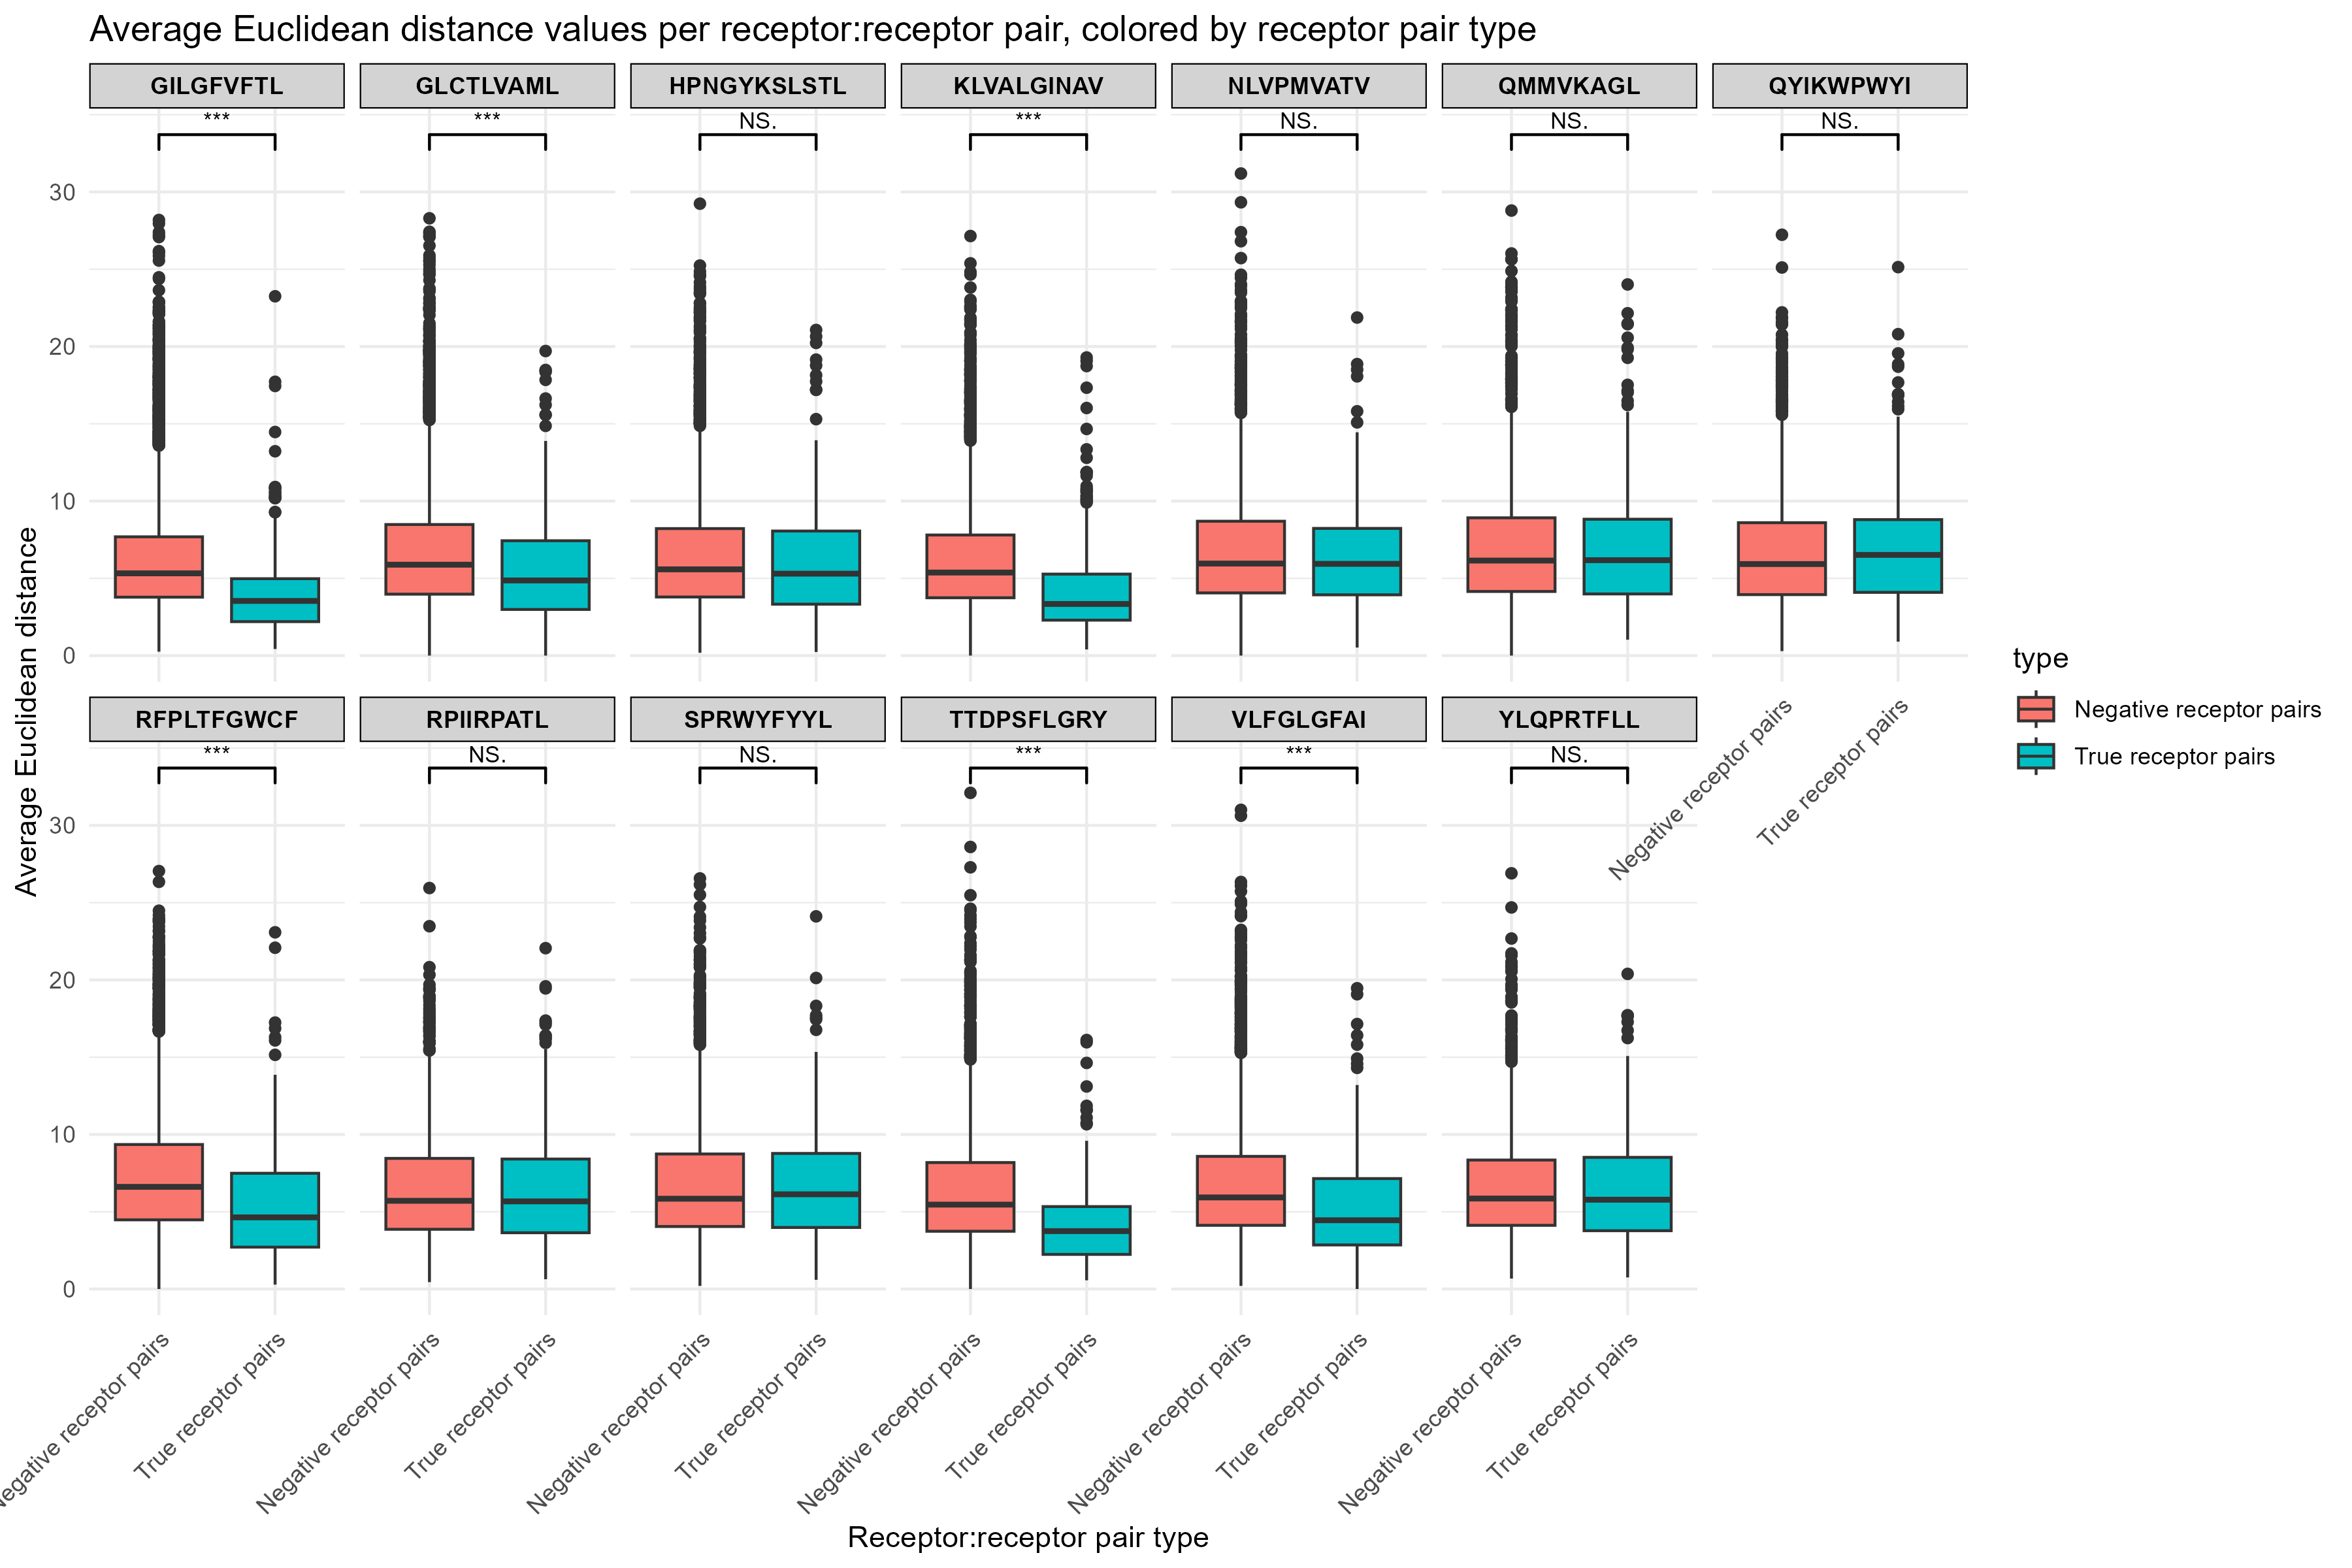 Average Euclidean distance values per receptor:receptor pair, colored by receptor pair type
GILGFVFTL
GLCTLVAML
HPNGYKSLSTL
KLVALGINAV
NLVPMVATV
QMMVKAGL
QYIKWPWYI
***
***
NS.
***
NS.
NS.
NS.
30
20
10
0
Negative receptor pairs
True receptor pairs
RFPLTFGWCF
RPIIRPATL
SPRWYFYYL
TTDPSFLGRY
VLFGLGFAI
YLQPRTFLL
***
NS.
NS.
***
***
NS.
30
20
10
0
Negative receptor pairs
True receptor pairs
Negative receptor pairs
True receptor pairs
Negative receptor pairs
True receptor pairs
Negative receptor pairs
True receptor pairs
Negative receptor pairs
True receptor pairs
Negative receptor pairs
True receptor pairs
Average Euclidean distance
Receptor:receptor pair type
type
Negative receptor pairs
True receptor pairs